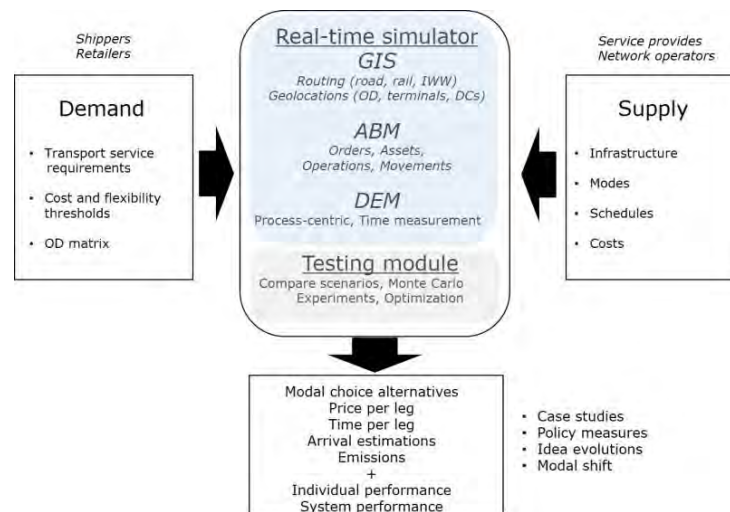 Shippers
Retailers
Demand
• Transport service
requirements
• Cost and flexibility
thresholds
• OD matrix
Real-time simulator
GIS
Routing (road, rail, IWW)
Geolocations (OD, terminals, DCs)
ABM
Orders, Assets,
Operations, Movements
DEM
Process-centric, Time measurement
Testing module
Compare scenarios, Monte Carlo
Experiments, Optimization
Service provides
Network operators
Supply
• Infrastructure
• Modes
• Schedules
• Costs
Modal choice alternatives
Price per leg
Time per leg
Arrival estimations
Emissions
+
Individual performance
System performance
• Case studies
• Policy measures
• Idea evolutions
• Modal shift